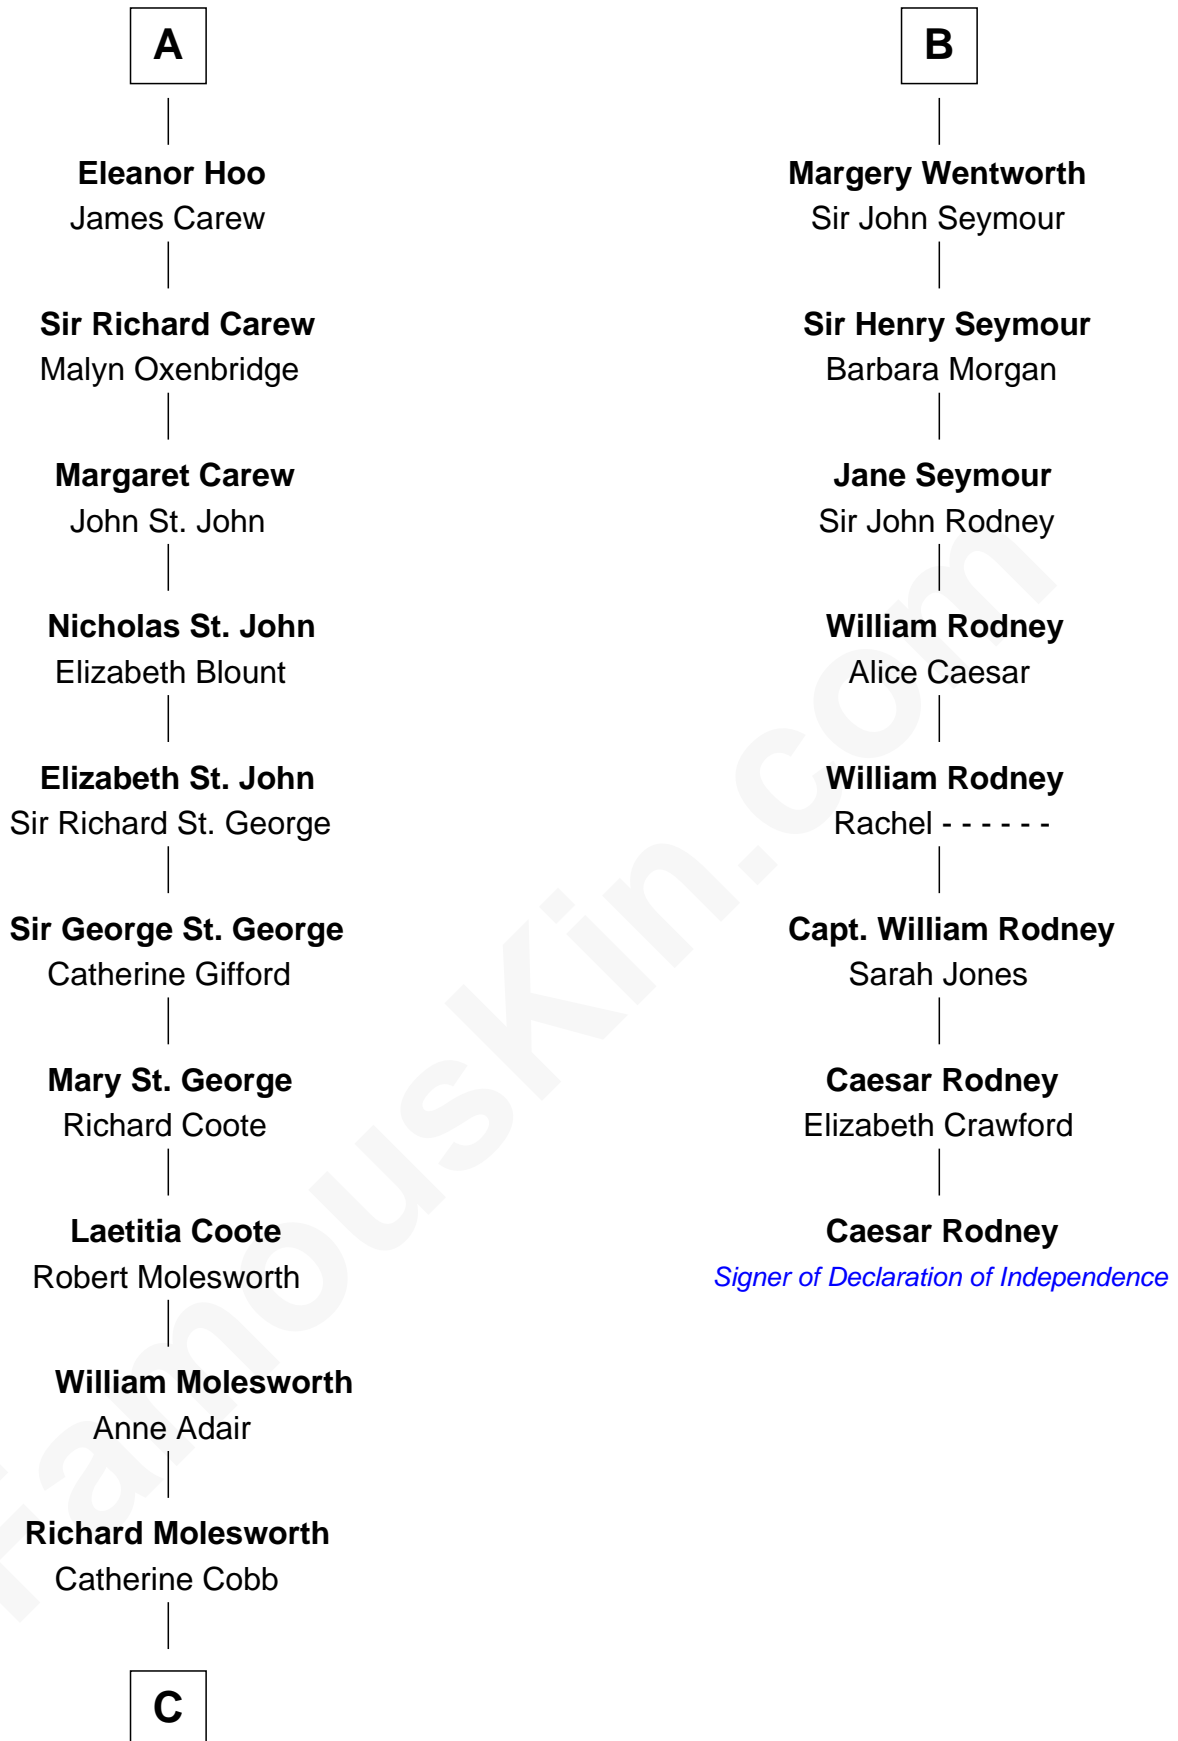 A
Eleanor Hoo
James Carew
Sir Richard Carew
Malyn Oxenbridge
Margaret Carew
John St. John
Nicholas St. John
Elizabeth Blount
Elizabeth St. John
Sir Richard St. George
Sir George St. George
Catherine Gifford
Mary St. George
Richard Coote
Laetitia Coote
Robert Molesworth
William Molesworth
Anne Adair
Richard Molesworth
Catherine Cobb
C
B
Margery Wentworth
Sir John Seymour
Sir Henry Seymour
Barbara Morgan
Jane Seymour
Sir John Rodney
William Rodney
Alice Caesar
William Rodney
Rachel - - - - - -
Capt. William Rodney
Sarah Jones
Caesar Rodney
Elizabeth Crawford
Caesar Rodney
Signer of Declaration of Independence
FamousKin.com